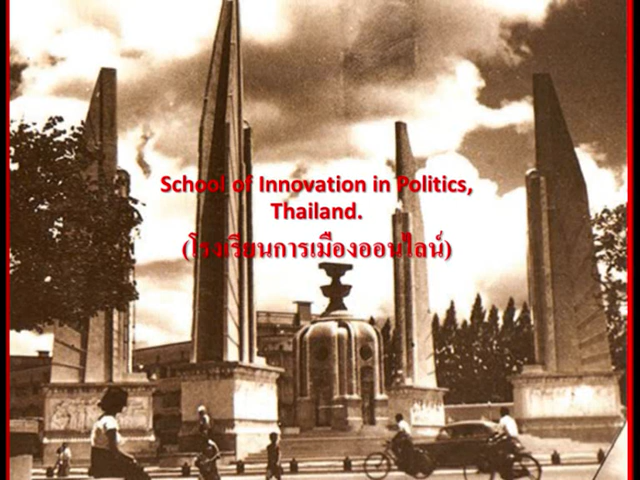 School of Innovation in Politics,
Thailand.
(โรงเรียนการเมืองออนไลน์)